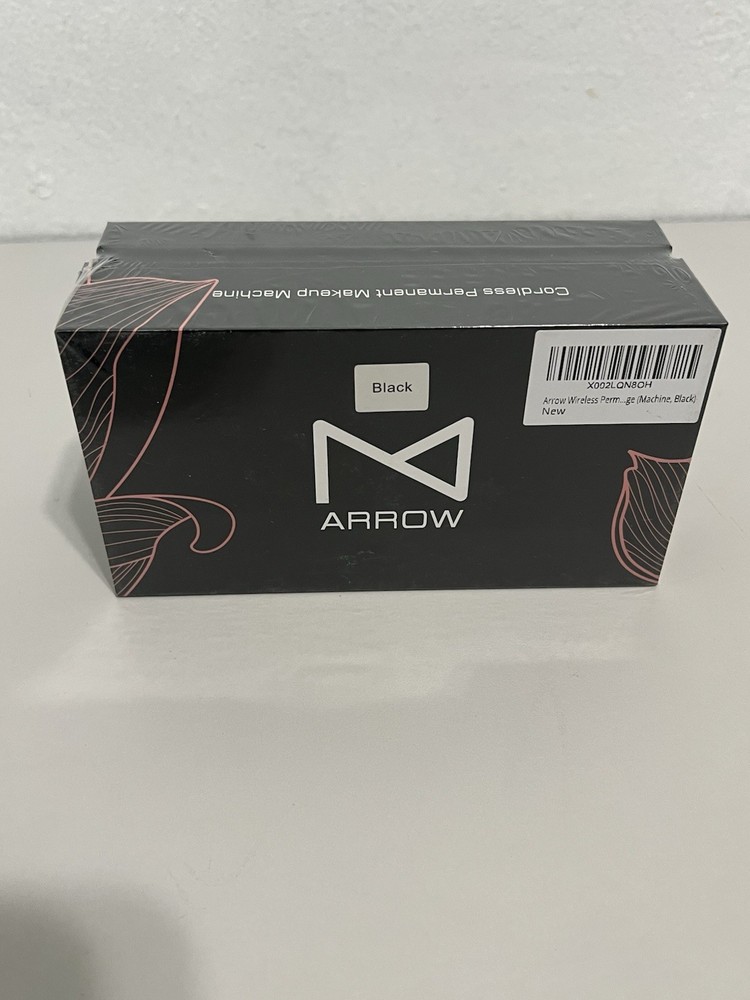 Cordless Permanent Makeup Machine
Black
X002LQN8OH
Arrow Wireless Perm...ge (Machine, Black)
New
ARROW